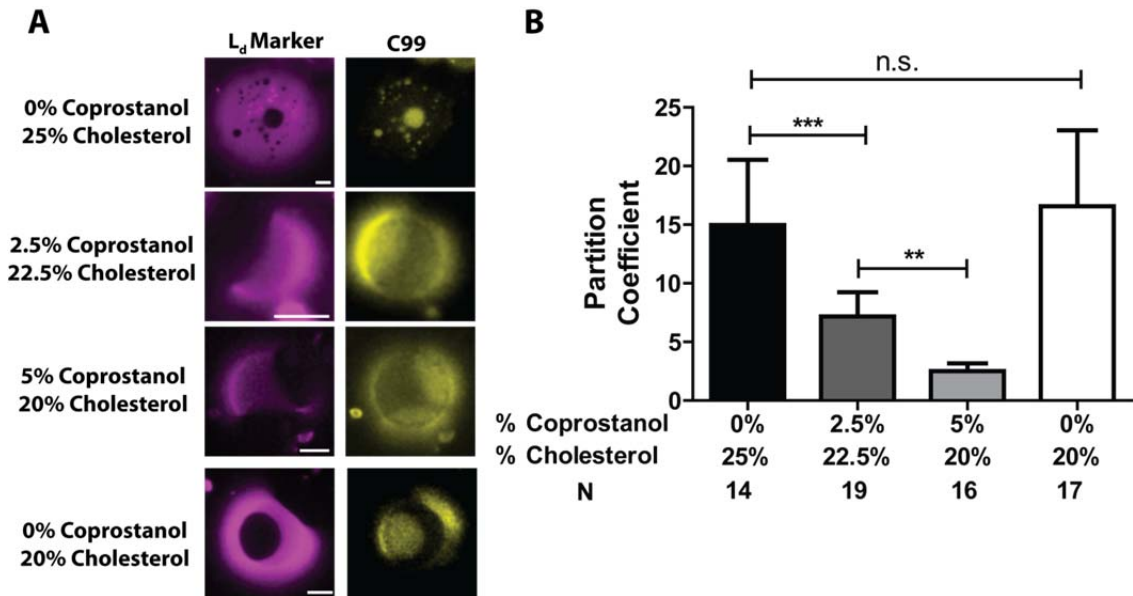 A
L_d Marker C99
0% Coprostanol
25% Cholesterol
2.5% Coprostanol
22.5% Cholesterol
5% Coprostanol
20% Cholesterol
0% Coprostanol
20% Cholesterol
B
n.s.
***
**
Partition
Coefficient
25
20
15
10
5
0
% Coprostanol 0% 2.5% 5% 0%
% Cholesterol 25% 22.5% 20% 20%
N 14 19 16 17